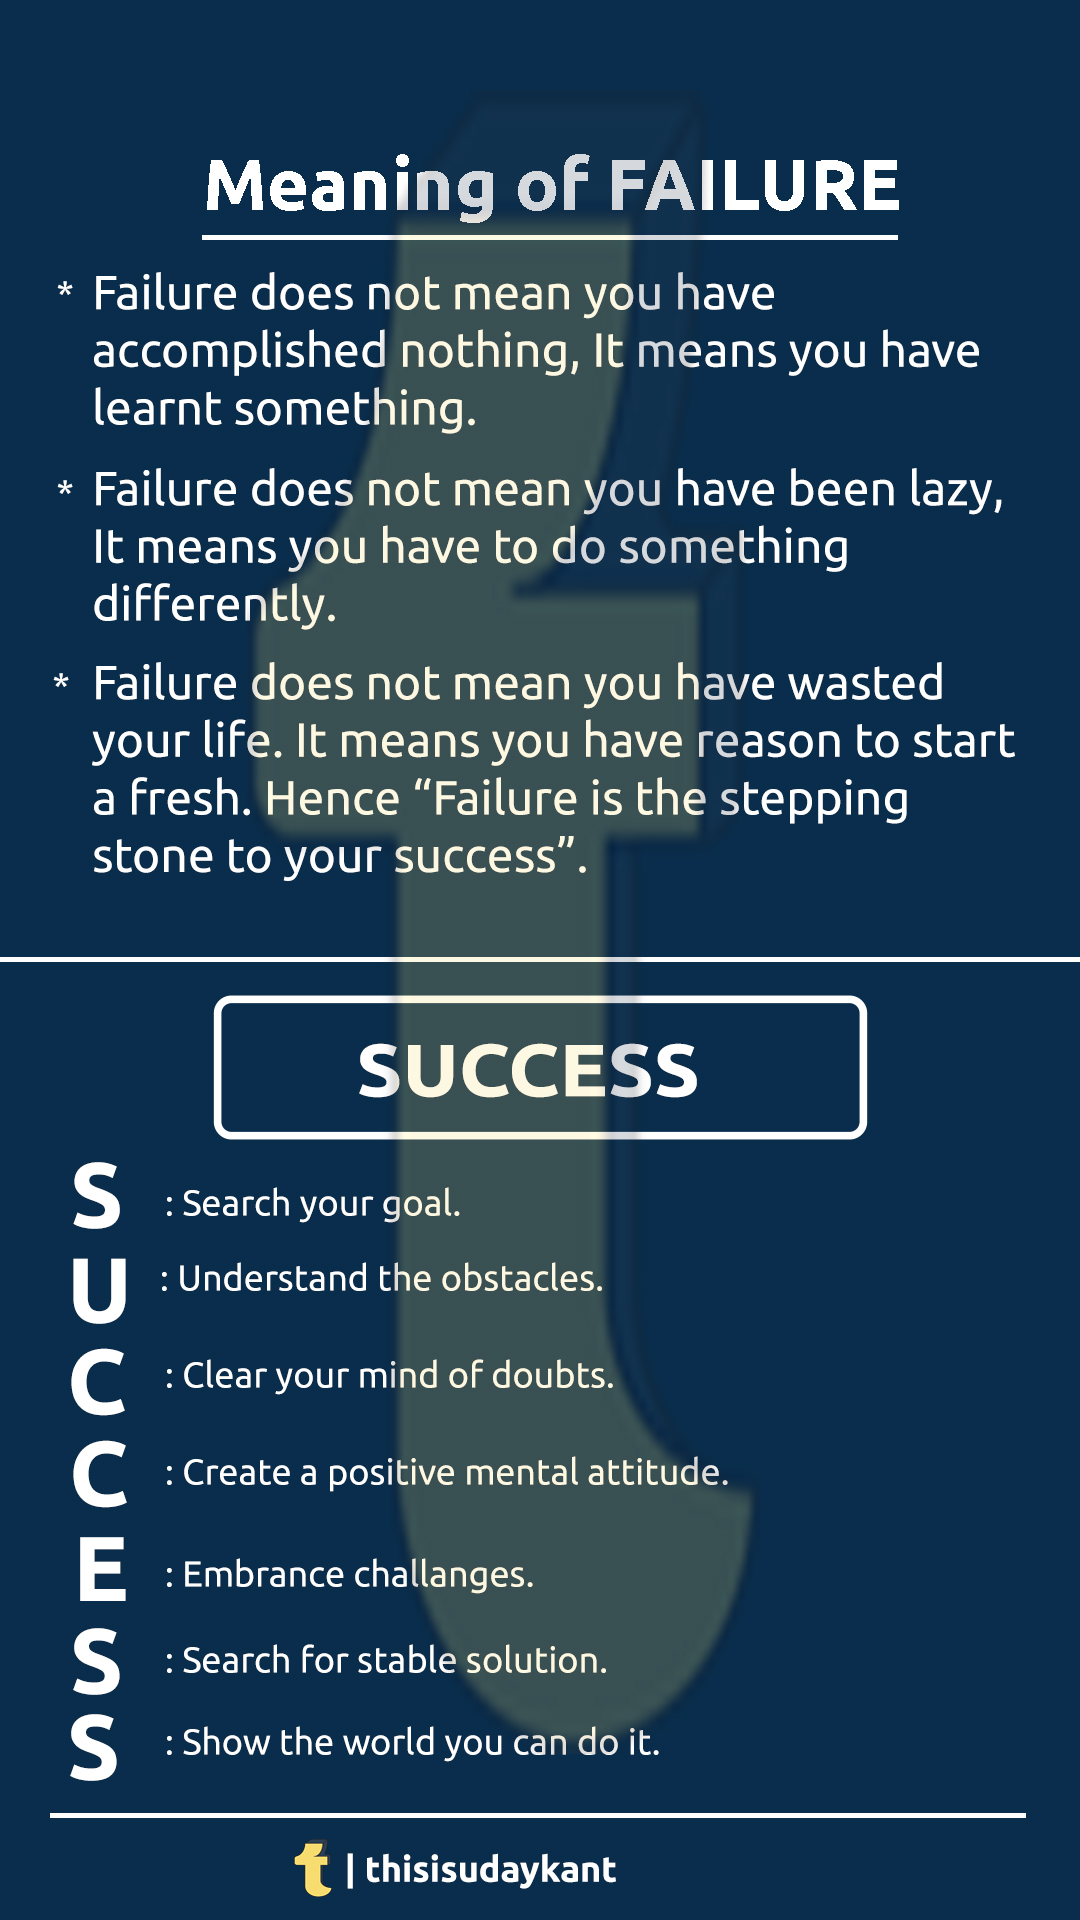 Meaning of FAILURE
* Failure does not mean you have
accomplished nothing, It means you have
learnt something.
* Failure does not mean you have been lazy,
It means you have to do something
differently.
* Failure does not mean you have wasted
your life. It means you have reason to start
a fresh. Hence “Failure is the stepping
stone to your success”.
SUCCESS
S : Search your goal.
U : Understand the obstacles.
C : Clear your mind of doubts.
C : Create a positive mental attitude.
E : Embrance challanges.
S : Search for stable solution.
S : Show the world you can do it.
t | thisisudaykant